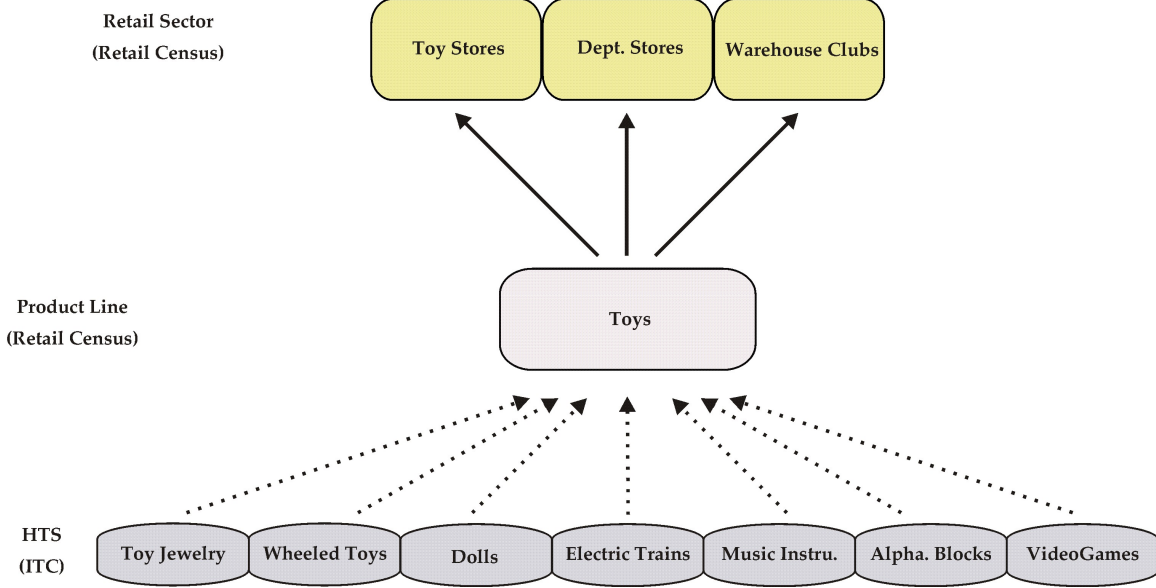 Retail Sector
(Retail Census)
Toy Stores
Dept. Stores
Warehouse Clubs
Product Line
(Retail Census)
Toys
HTS
(ITC)
Toy Jewelry
Wheeled Toys
Dolls
Electric Trains
Music Instru.
Alpha. Blocks
VideoGames